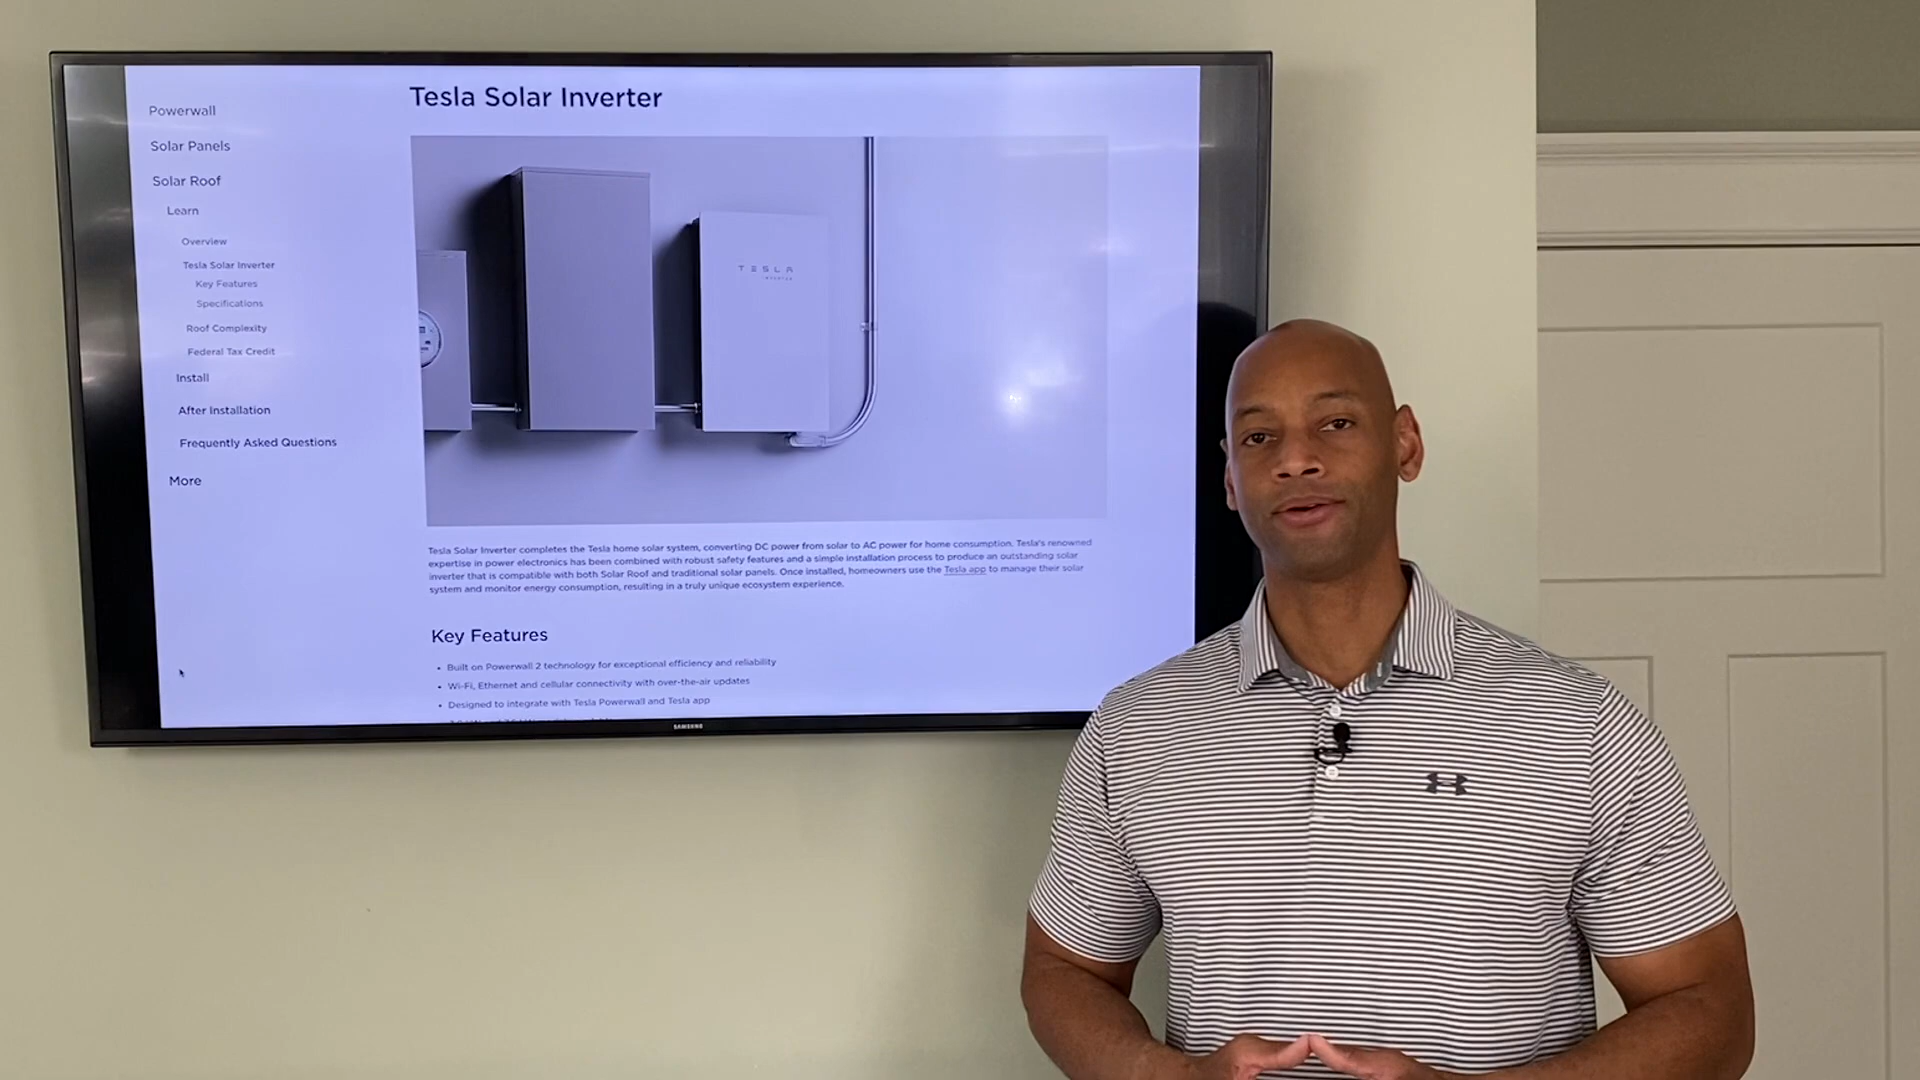 Tesla Solar Inverter
Powerwall
Solar Panels
Solar Roof
Learn
Overview
Tesla Solar Inverter
Key Features
Specifications
Roof Complexity
Federal Tax Credit
Install
After Installation
Frequently Asked Questions
More
TESLA
Tesla Solar Inverter completes the Tesla home solar system, converting DC power from solar to AC power for home consumption. Tesla's renowned
expertise in power electronics has been combined with robust safety features and a simple installation process to produce an outstanding solar
inverter that is compatible with both Solar Roof and traditional solar panels. Once installed, homeowners use the Tesla app to manage their solar
system and monitor energy consumption, resulting in a truly unique ecosystem experience.
Key Features
• Built on Powerwall 2 technology for exceptional efficiency and reliability
• Wi-Fi, Ethernet and cellular connectivity with over-the-air updates
• Designed to integrate with Tesla Powerwall and Tesla app
SAMSUNG